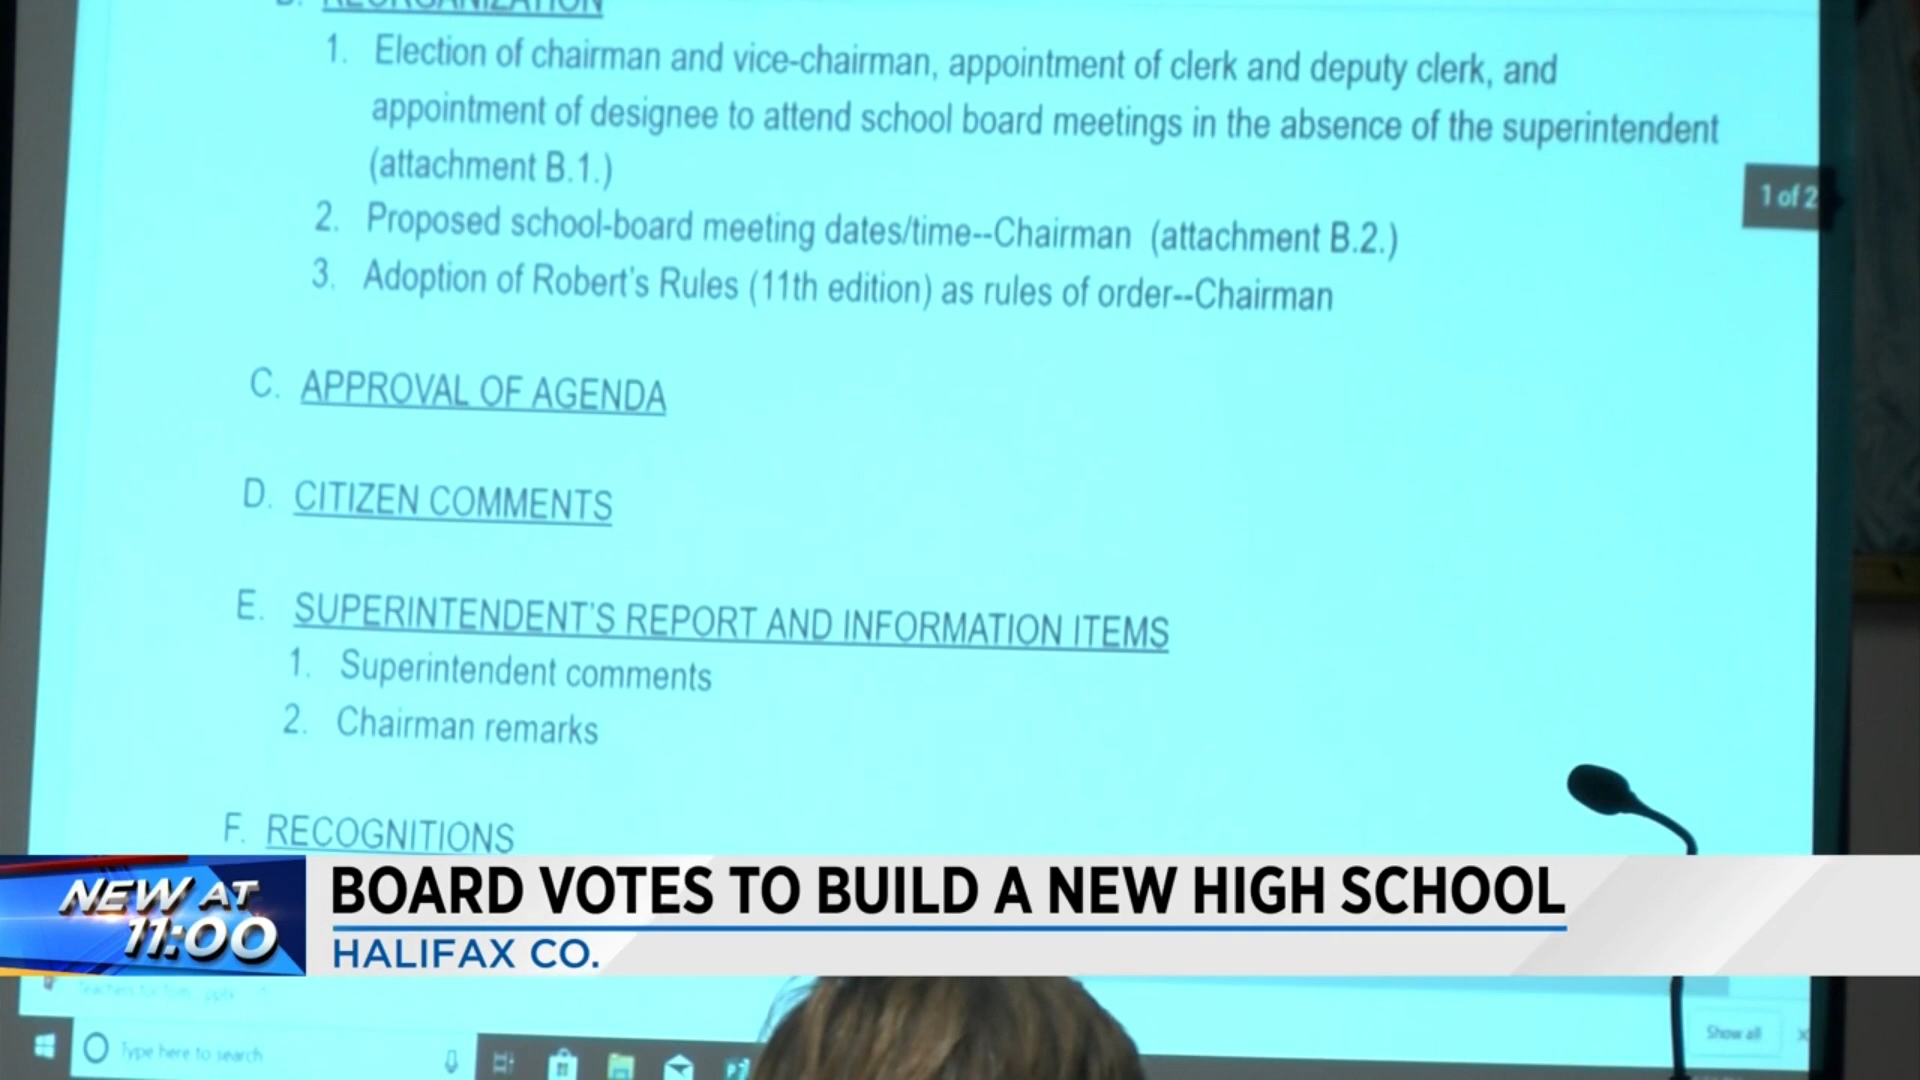 B. REORGANIZATION
1. Election of chairman and vice-chairman, appointment of clerk and deputy clerk, and
appointment of designee to attend school board meetings in the absence of the superintendent
(attachment B.1.)
1 of 2
2. Proposed school-board meeting dates/time--Chairman (attachment B.2.)
3. Adoption of Robert's Rules (11th edition) as rules of order--Chairman
C. APPROVAL OF AGENDA
D. CITIZEN COMMENTS
E. SUPERINTENDENT'S REPORT AND INFORMATION ITEMS
1. Superintendent comments
2. Chairman remarks
F. RECOGNITIONS
NEW AT
11:00
BOARD VOTES TO BUILD A NEW HIGH SCHOOL
HALIFAX CO.
Show all
Type here to search